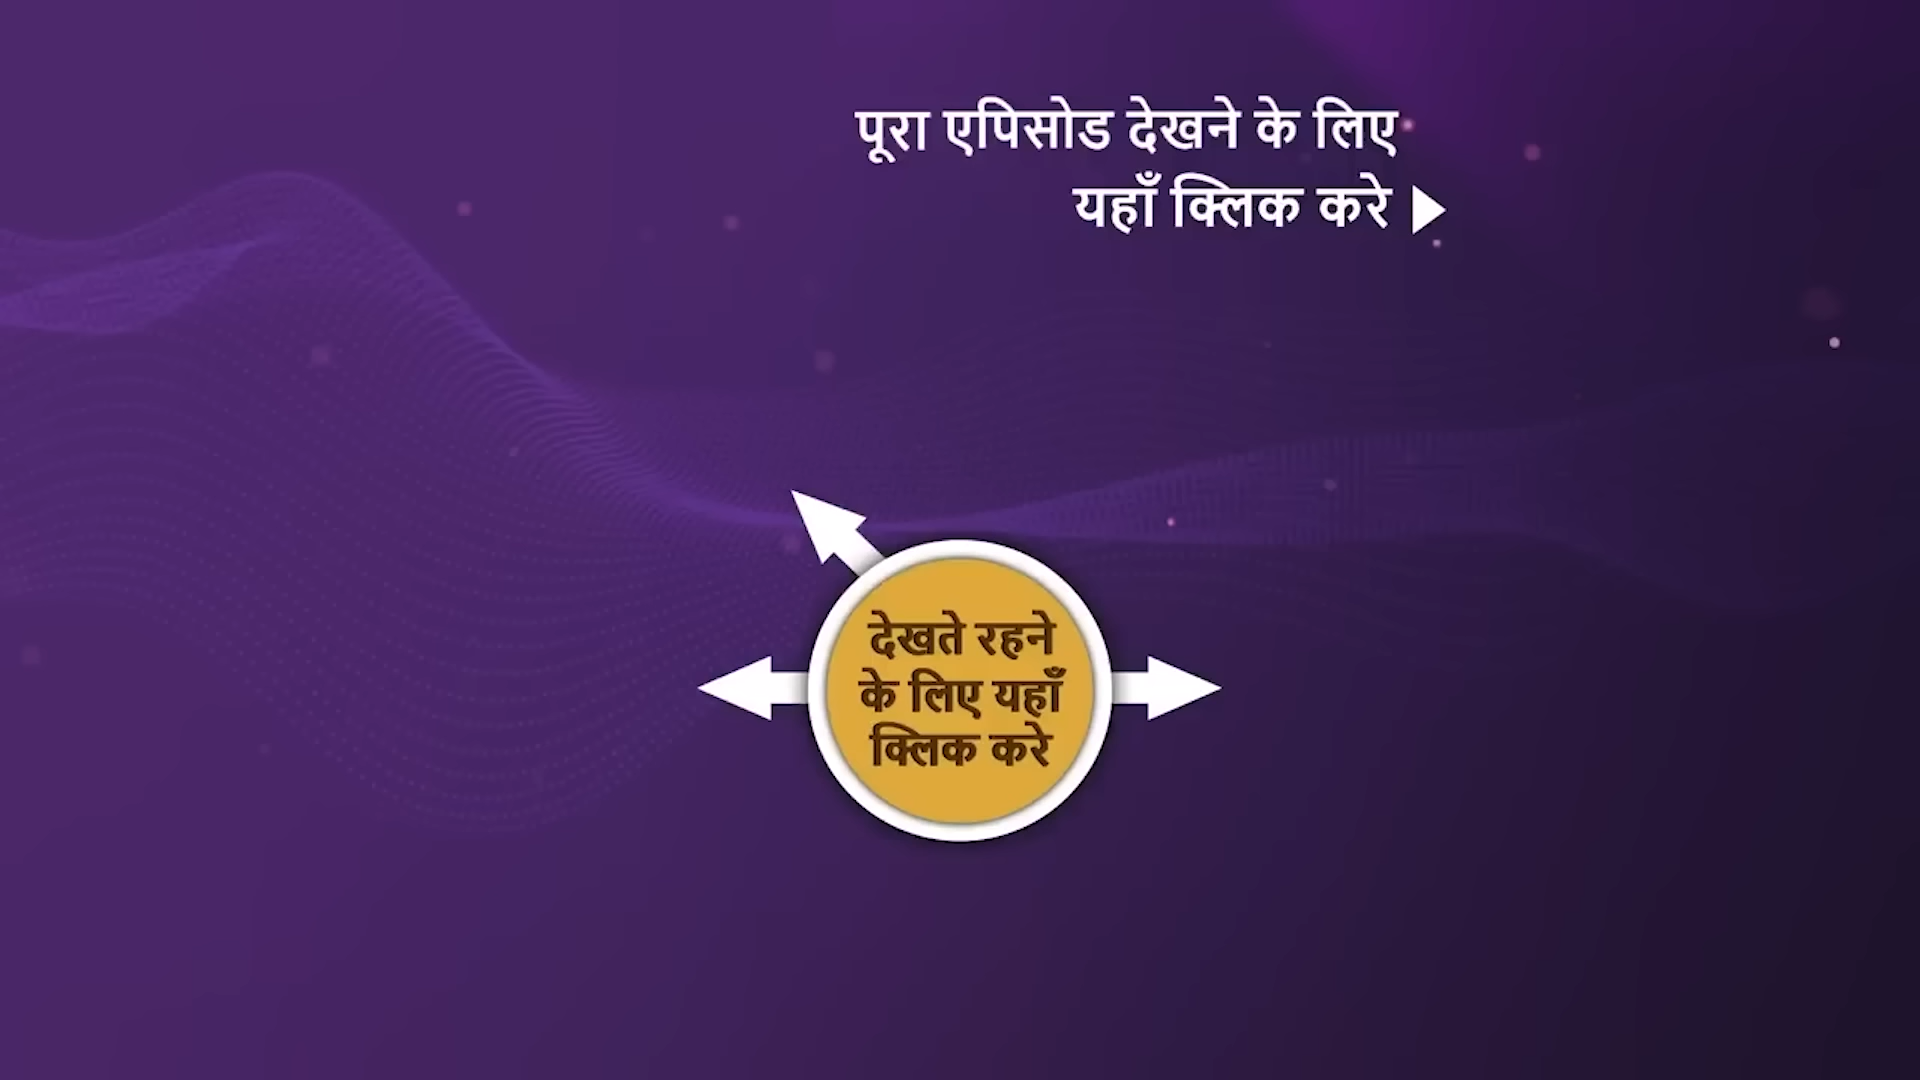 पूरा एपिसोड देखने के लिए
यहाँ क्लिक करे
देखते रहने
के लिए यहाँ
क्लिक करे